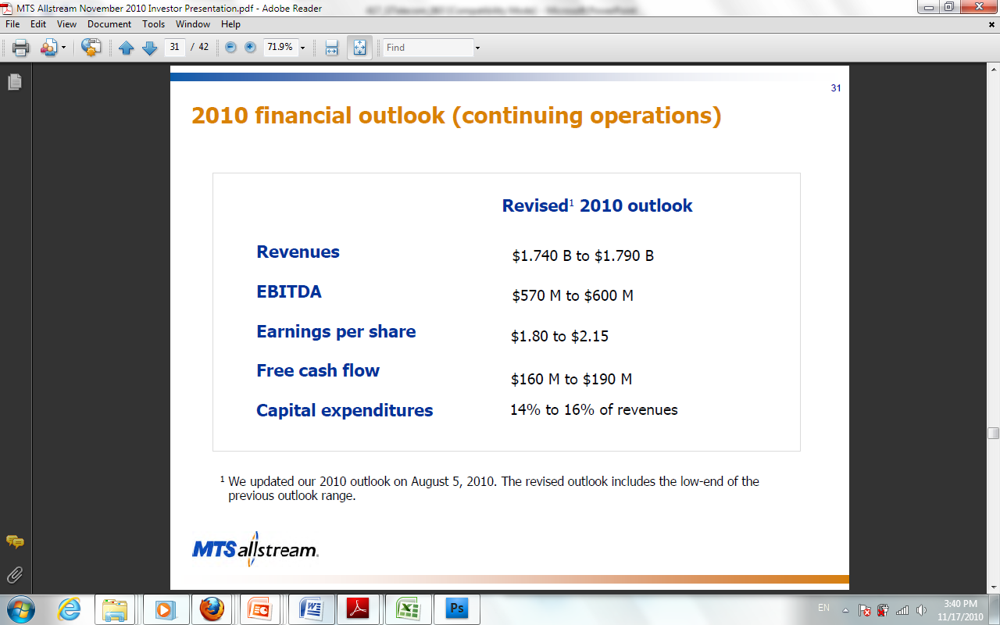 MTS Allstream November 2010 Investor Presentation.pdf - Adobe Reader
File Edit View Document Tools Window Help
31 / 42 71.9% Find
31
2010 financial outlook (continuing operations)
Revised¹ 2010 outlook
Revenues $1.740 B to $1.790 B
EBITDA $570 M to $600 M
Earnings per share $1.80 to $2.15
Free cash flow $160 M to $190 M
Capital expenditures 14% to 16% of revenues
¹ We updated our 2010 outlook on August 5, 2010. The revised outlook includes the low-end of the
previous outlook range.
MTS allstream
EN
3:40 PM
11/17/2010
Ps